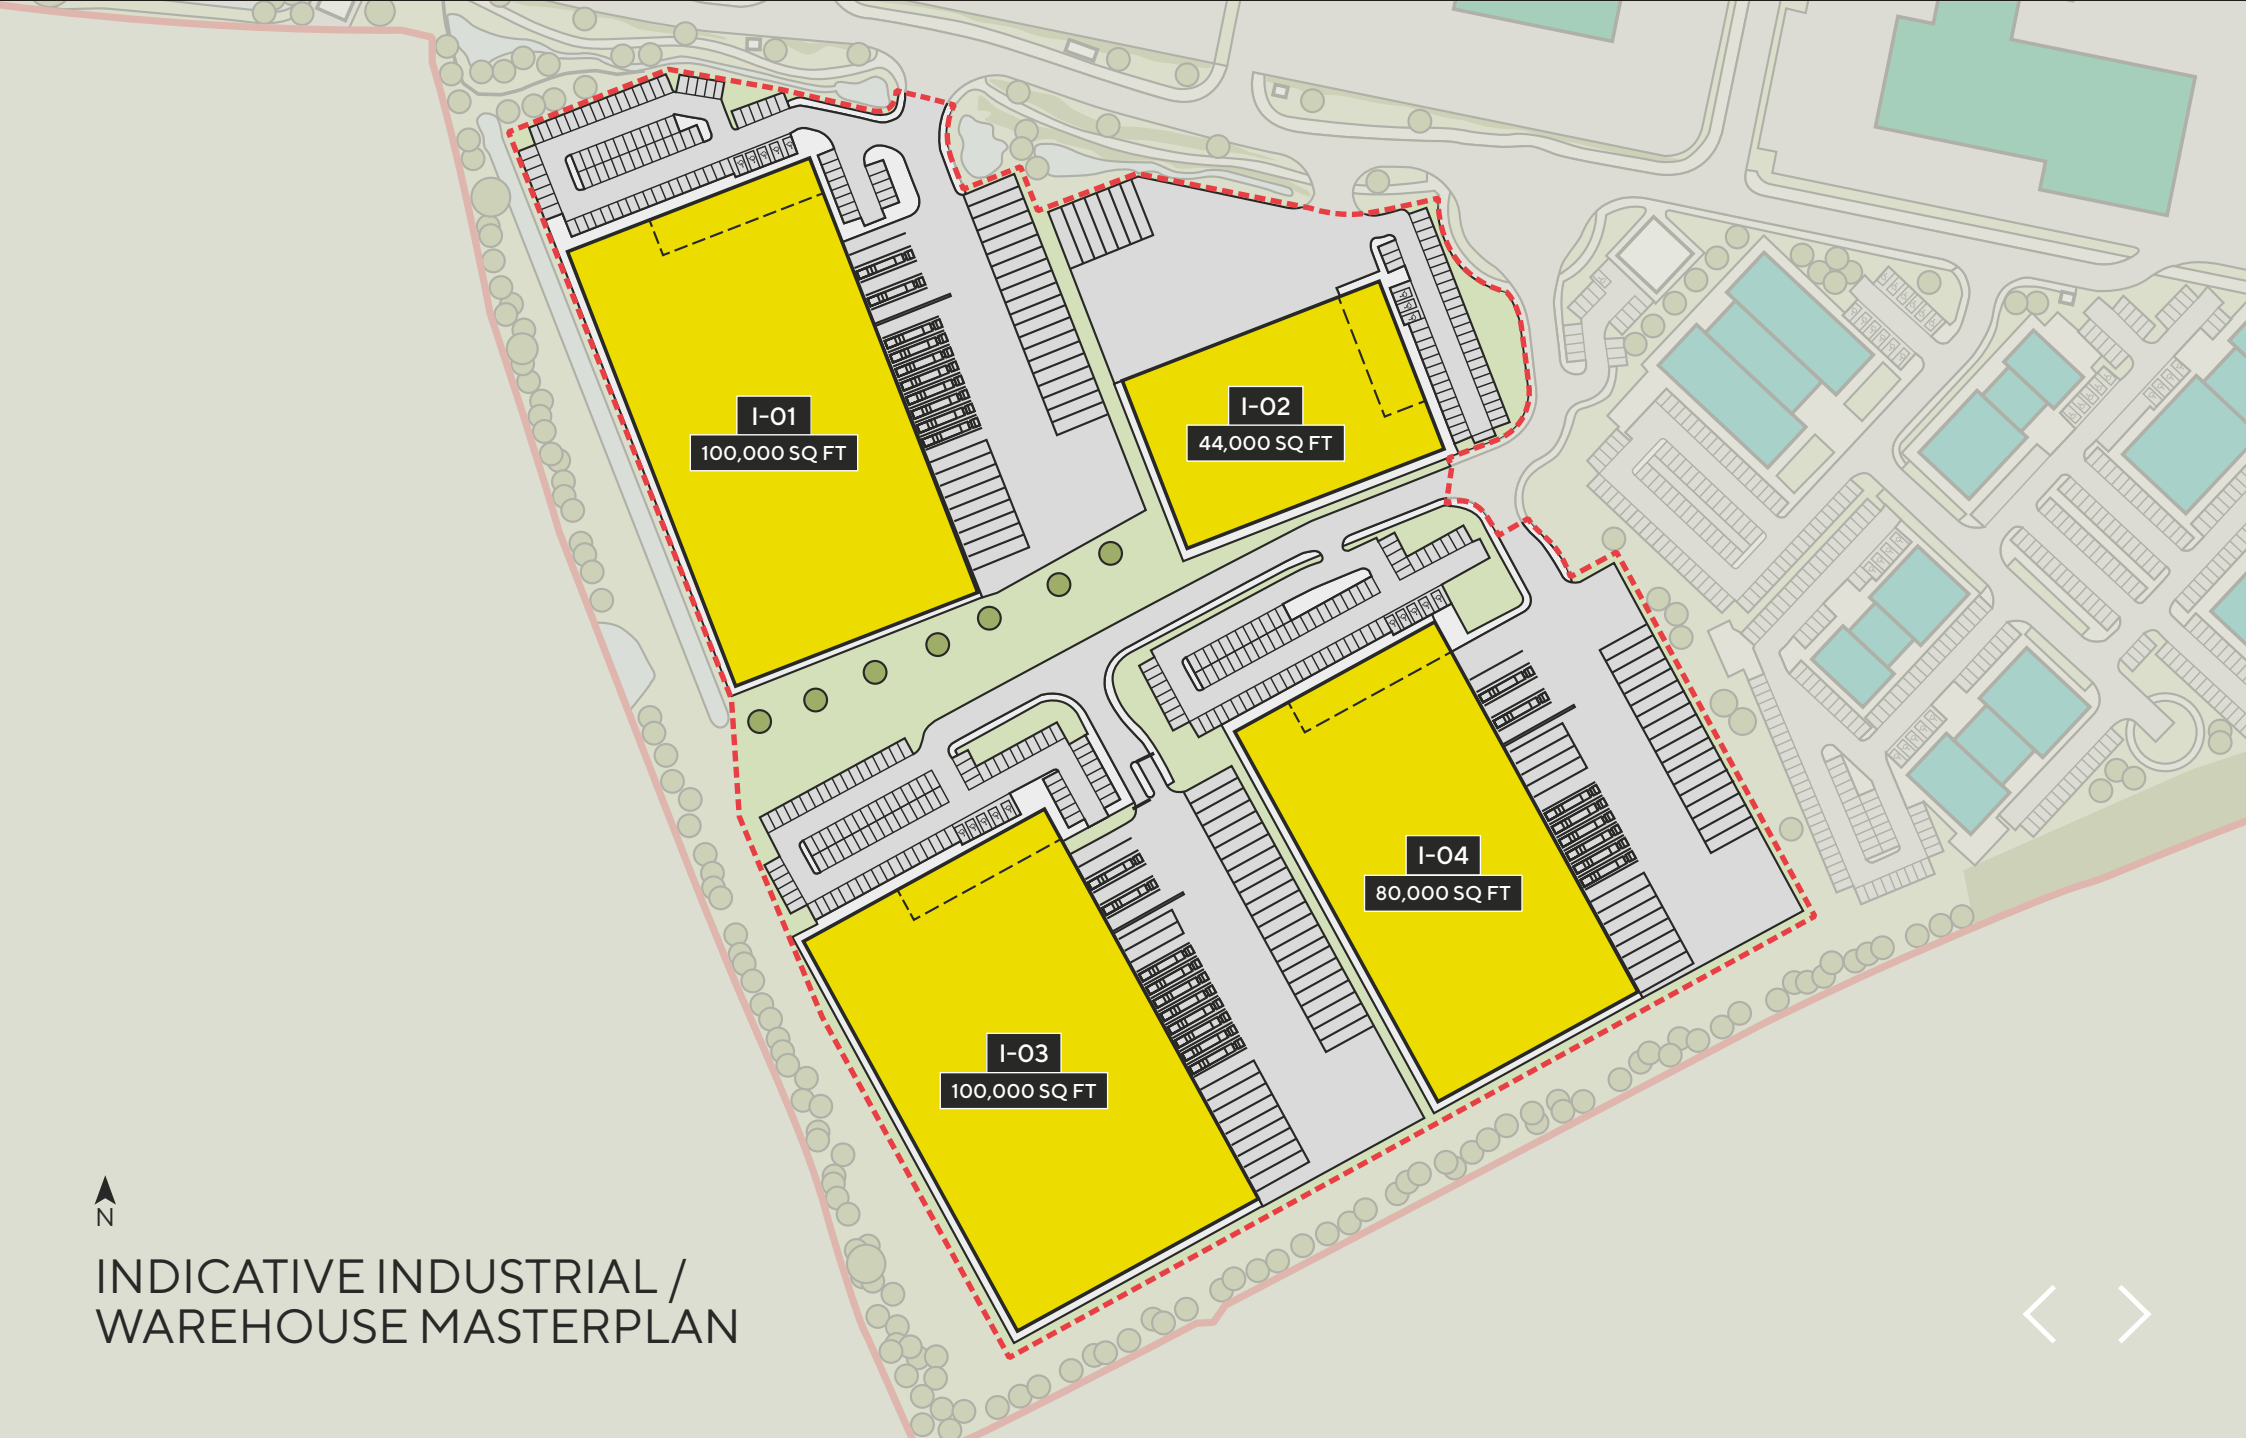 I-01
100,000 SQ FT
I-02
44,000 SQ FT
I-04
80,000 SQ FT
I-03
100,000 SQ FT
N
INDICATIVE INDUSTRIAL /
WAREHOUSE MASTERPLAN